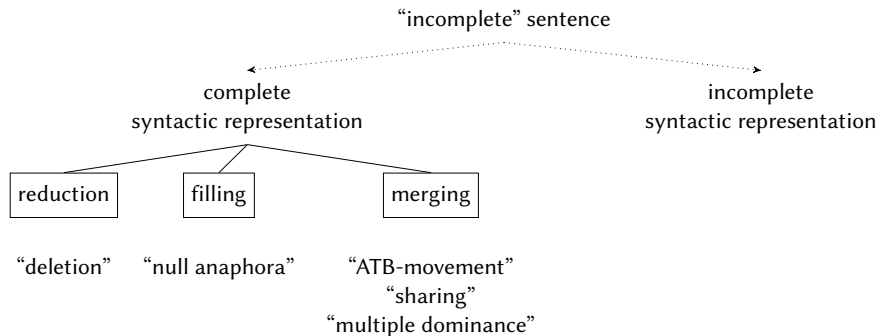 “incomplete” sentence
complete
syntactic representation
incomplete
syntactic representation
reduction
filling
merging
“deletion”
“null anaphora”
“ATB-movement”
“sharing”
“multiple dominance”